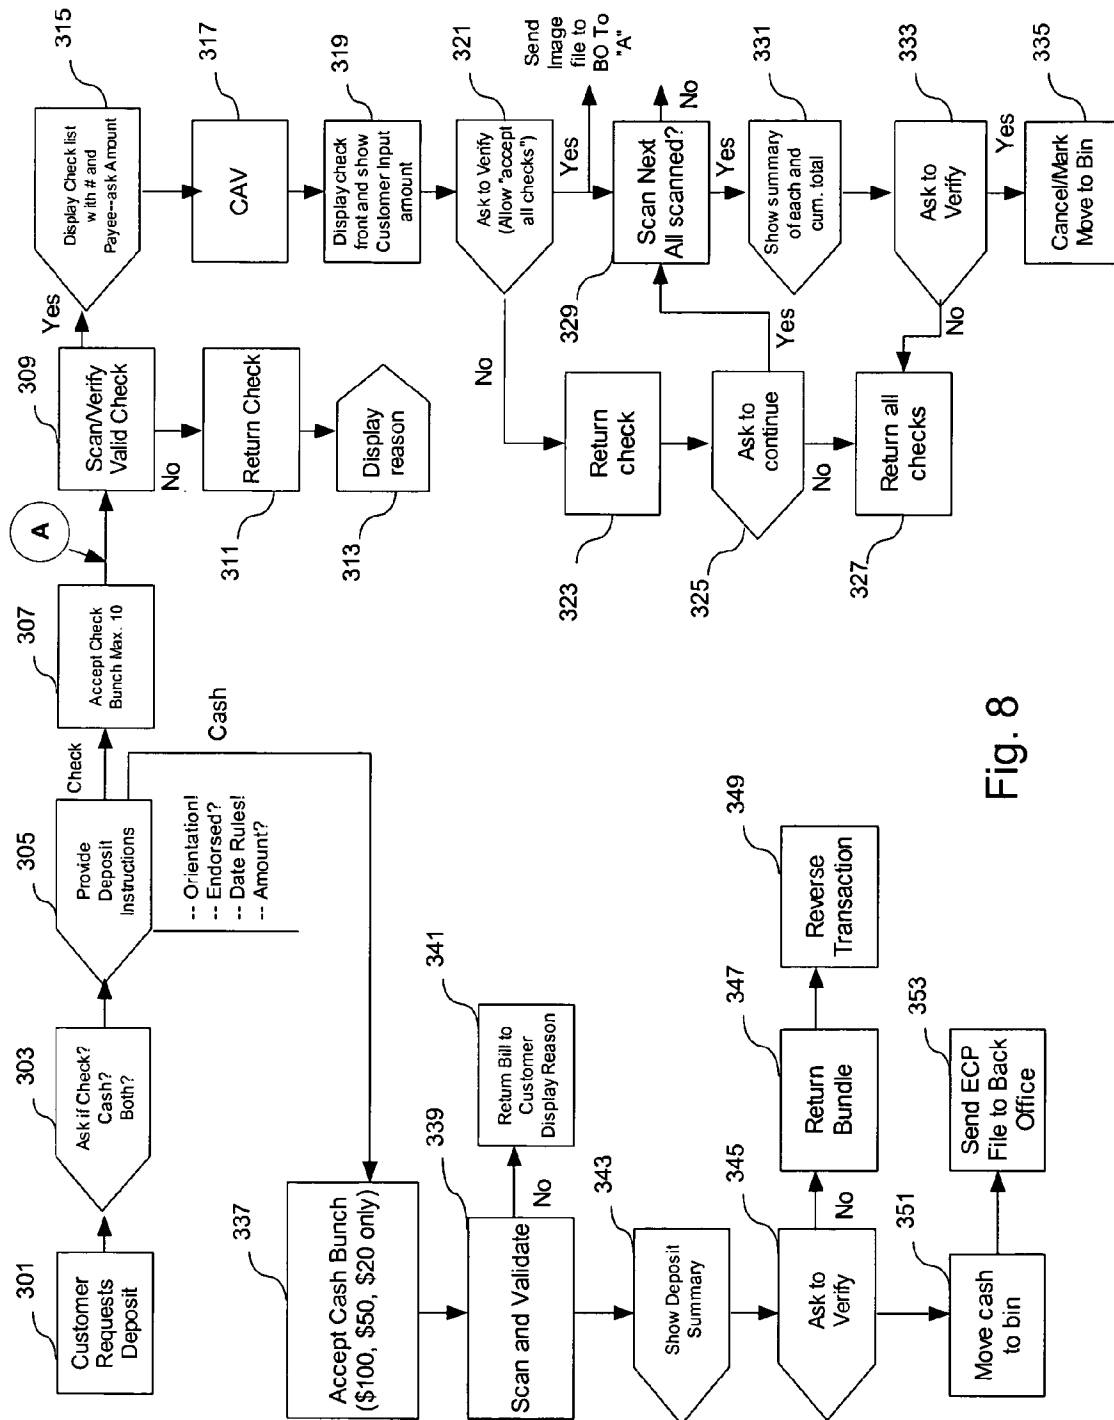 301
Customer
Requests
Deposit
303
Ask if Check?
Cash?
Both?
305
Provide
Deposit
Instructions
-- Orientation!
-- Endorsed?
-- Date Rules!
-- Amount?
Check
Cash
307
Accept Check
Bunch Max. 10
A
309
Scan/Verify
Valid Check
Yes
No
311
Return Check
313
Display
reason
315
Display Check list
with # and
Payee--ask Amount
317
CAV
319
Display check
front and show
Customer Input
amount
321
Ask to Verify
(Allow "accept
all checks")
Yes
No
Send
Image
file to
BO To
"A"
323
Return
check
325
Ask to
continue
Yes
No
327
Return all
checks
329
Scan Next
All scanned?
No
Yes
331
Show summary
of each and
cum. total
333
Ask to
Verify
No
Yes
335
Cancel/Mark
Move to Bin
337
Accept Cash Bunch
($100, $50, $20 only)
339
Scan and Validate
No
341
Return Bill to
Customer
Display Reason
343
Show Deposit
Summary
345
Ask to
Verify
No
347
Return
Bundle
349
Reverse
Transaction
351
Move cash
to bin
353
Send ECP
File to Back
Office
Fig. 8